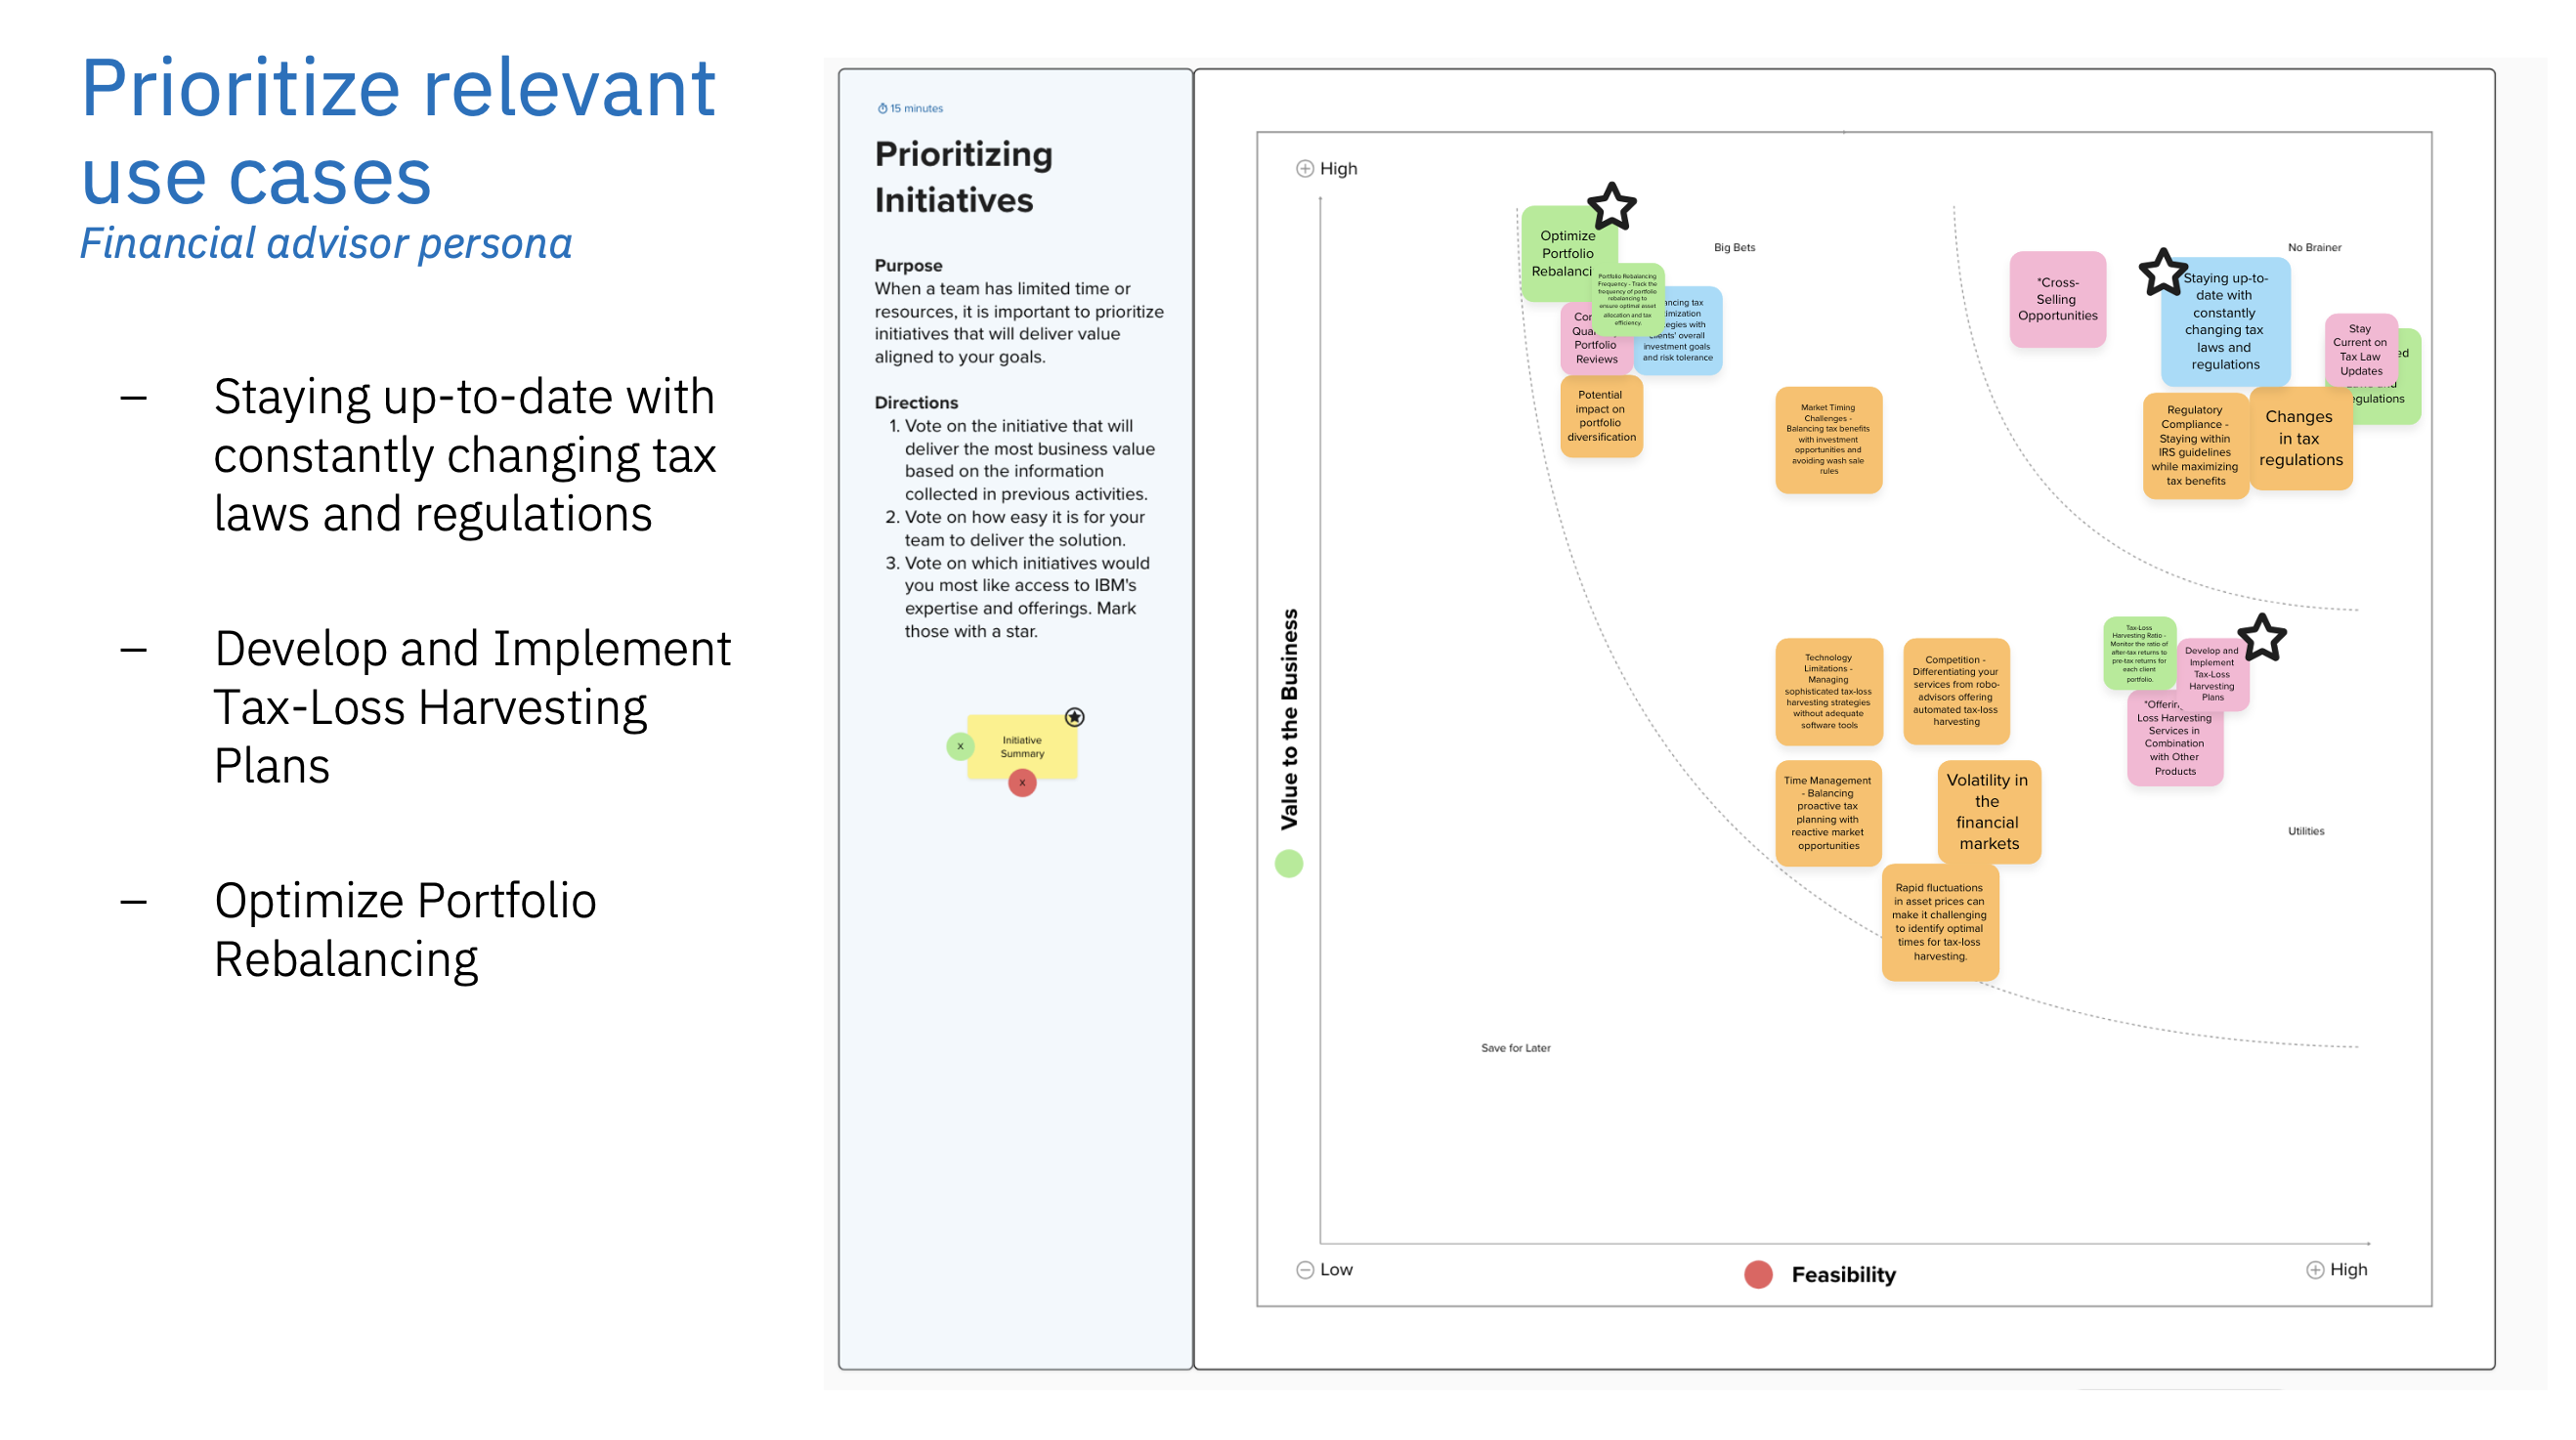 Prioritize relevant
use cases
Financial advisor persona
– Staying up-to-date with
constantly changing tax
laws and regulations
– Develop and Implement
Tax-Loss Harvesting
Plans
– Optimize Portfolio
Rebalancing
15 minutes
Prioritizing
Initiatives
Purpose
When a team has limited time or
resources, it is important to prioritize
initiatives that will deliver value
aligned to your goals.
Directions
1. Vote on the initiative that will
deliver the most business value
based on the information
collected in previous activities.
2. Vote on how easy it is for your
team to deliver the solution.
3. Vote on which initiatives would
you most like access to IBM's
expertise and offerings. Mark
those with a star.
X
Initiative
Summary
X
High
Value to the Business
Low
Feasibility
High
Big Bets
No Brainer
Utilities
Save for Later
Optimize
Portfolio
Portfolio Rebalancing
Frequency - Track the
frequency of portfolio
rebalancing to
ensure optimal asset
allocation and tax
efficiency.
Portfolio
Reviews
tax
with
overall
investment goals
and risk tolerance
Potential
impact on
portfolio
diversification
Market Timing
Challenges -
Balancing tax benefits
with investment
opportunities and
avoiding wash sale
rules
*Cross-
Selling
Opportunities
Staying up-to-
date with
constantly
changing tax
laws and
regulations
Stay
Current on
Tax Law
Updates
Regulatory
Compliance -
Staying within
IRS guidelines
while maximizing
tax benefits
Changes
in tax
regulations
Technology
Limitations -
Managing
sophisticated tax-loss
harvesting strategies
without adequate
software tools
Competition -
Differentiating your
services from robo-
advisors offering
automated tax-loss
harvesting
Tax-Loss
Harvesting Ratio -
Monitor the ratio of
after-tax returns to
pre-tax returns for
each client
portfolio.
Develop and
Implement
Tax-Loss
Harvesting
Plans
Loss Harvesting
Services in
Combination
with Other
Products
Time Management
- Balancing
proactive tax
planning with
reactive market
opportunities
Volatility in
the
financial
markets
Rapid fluctuations
in asset prices can
make it challenging
to identify optimal
times for tax-loss
harvesting.